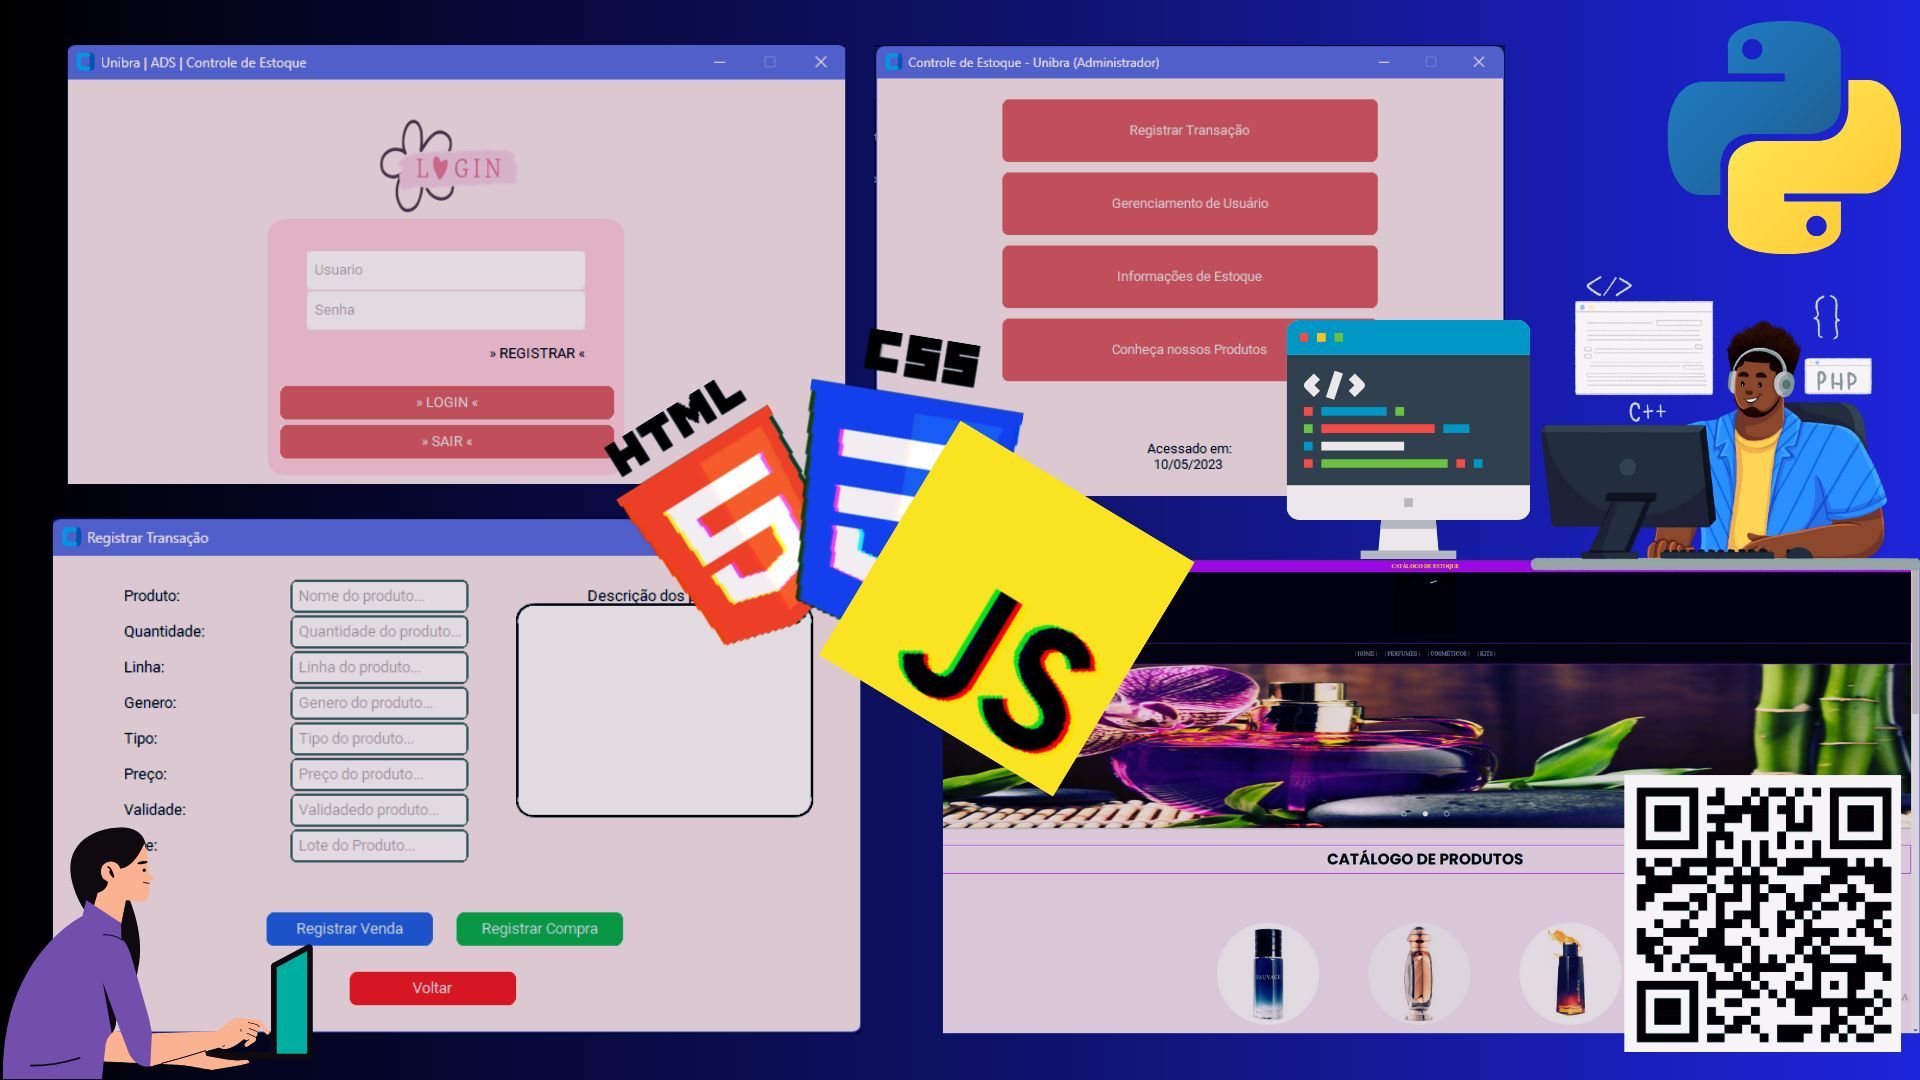 Unibra | ADS | Controle de Estoque
LOGIN
Usuario
Senha
» REGISTRAR «
» LOGIN «
» SAIR «
Controle de Estoque - Unibra (Administrador)
Registrar Transação
Gerenciamento de Usuário
Informações de Estoque
Conheça nossos Produtos
Acessado em:
10/05/2023
</>
</>
{}
PHP
C++
HTML
CSS
JS
Registrar Transação
Produto: Nome do produto...
Quantidade: Quantidade do produto...
Linha: Linha do produto...
Genero: Genero do produto...
Tipo: Tipo do produto...
Preço: Preço do produto...
Validade: Validadedo produto...
e: Lote do Produto...
Descrição dos
Registrar Venda
Registrar Compra
Voltar
CATÁLOGO DE ESTOQUE
| HOME | | PERFUMES | | COSMÉTICOS | | KITS |
CATÁLOGO DE PRODUTOS
SAUVAGE